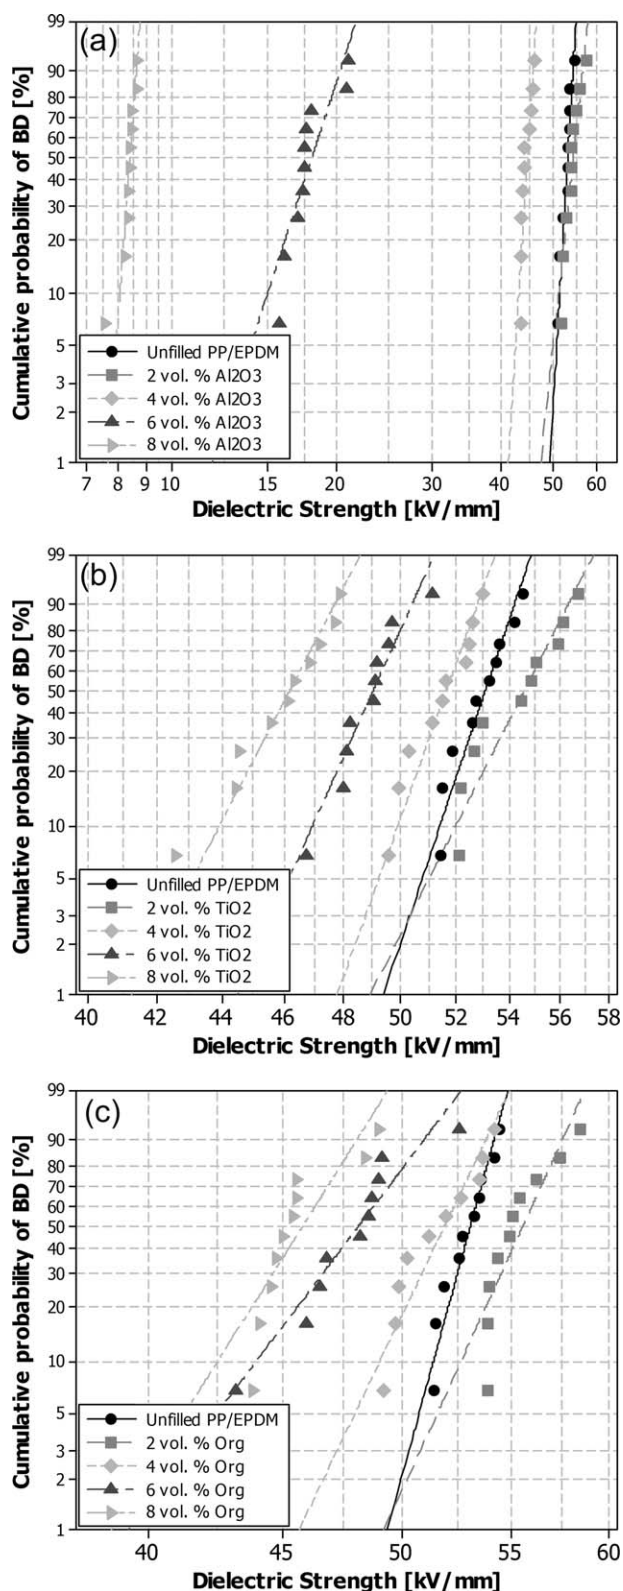 (a)
Cumulative probability of BD [%]
99
90
80
70
60
50
40
30
20
10
5
3
2
1
Unfilled PP/EPDM
2 vol. % Al2O3
4 vol. % Al2O3
6 vol. % Al2O3
8 vol. % Al2O3
7 8 9 10 15 20 30 40 50 60
Dielectric Strength [kV/mm]
(b)
Cumulative probability of BD [%]
99
90
80
70
60
50
40
30
20
10
5
3
2
1
Unfilled PP/EPDM
2 vol. % TiO2
4 vol. % TiO2
6 vol. % TiO2
8 vol. % TiO2
40 42 44 46 48 50 52 54 56 58
Dielectric Strength [kV/mm]
(c)
Cumulative probability of BD [%]
99
90
80
70
60
50
40
30
20
10
5
3
2
1
Unfilled PP/EPDM
2 vol. % Org
4 vol. % Org
6 vol. % Org
8 vol. % Org
40 45 50 55 60
Dielectric Strength [kV/mm]